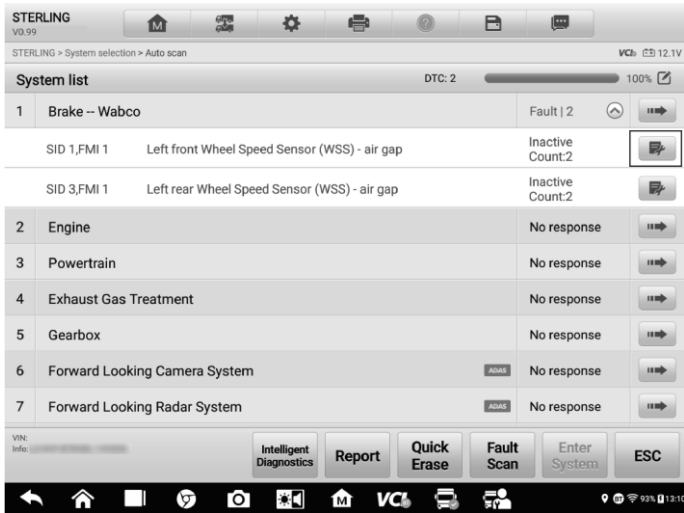 STERLING
V0.99
STERLING > System selection > Auto scan
VCI 12.1V
System list
DTC: 2
100%
1 Brake -- Wabco Fault | 2
SID 1,FMI 1 Left front Wheel Speed Sensor (WSS) - air gap Inactive
Count:2
SID 3,FMI 1 Left rear Wheel Speed Sensor (WSS) - air gap Inactive
Count:2
2 Engine No response
3 Powertrain No response
4 Exhaust Gas Treatment No response
5 Gearbox No response
6 Forward Looking Camera System ADAS No response
7 Forward Looking Radar System ADAS No response
VIN:
Info:
Intelligent
Diagnostics
Report
Quick
Erase
Fault
Scan
Enter
System
ESC
VCI
93% 13:10